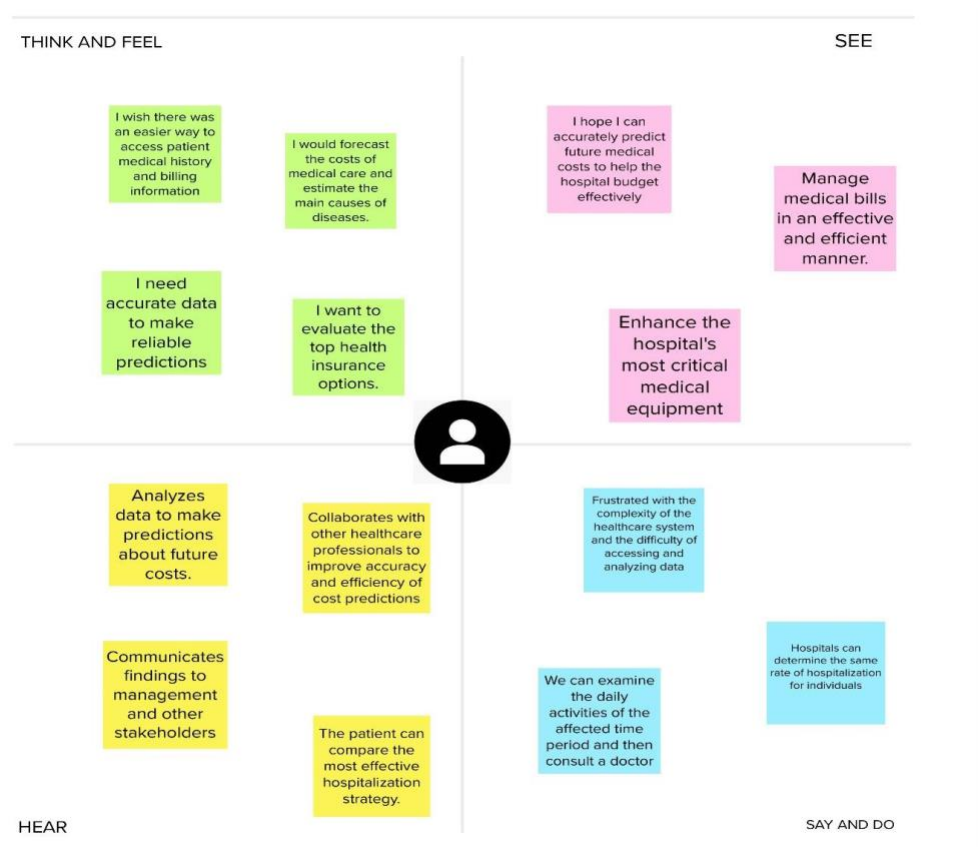 THINK AND FEEL
SEE
I wish there was
an easier way to
access patient
medical history
and billing
information
I would forecast
the costs of
medical care and
estimate the
main causes of
diseases.
I need
accurate data
to make
reliable
predictions
I want to
evaluate the
top health
insurance
options.
I hope I can
accurately predict
future medical
costs to help the
hospital budget
effectively
Manage
medical bills
in an effective
and efficient
manner.
Enhance the
hospital's
most critical
medical
equipment
Analyzes
data to make
predictions
about future
costs.
Collaborates with
other healthcare
professionals to
improve accuracy
and efficiency of
cost predictions
Communicates
findings to
management
and other
stakeholders
The patient can
compare the
most effective
hospitalization
strategy.
Frustrated with the
complexity of the
healthcare system
and the difficulty of
accessing and
analyzing data
Hospitals can
determine the same
rate of hospitalization
for individuals
We can examine
the daily
activities of the
affected time
period and then
consult a doctor
HEAR
SAY AND DO